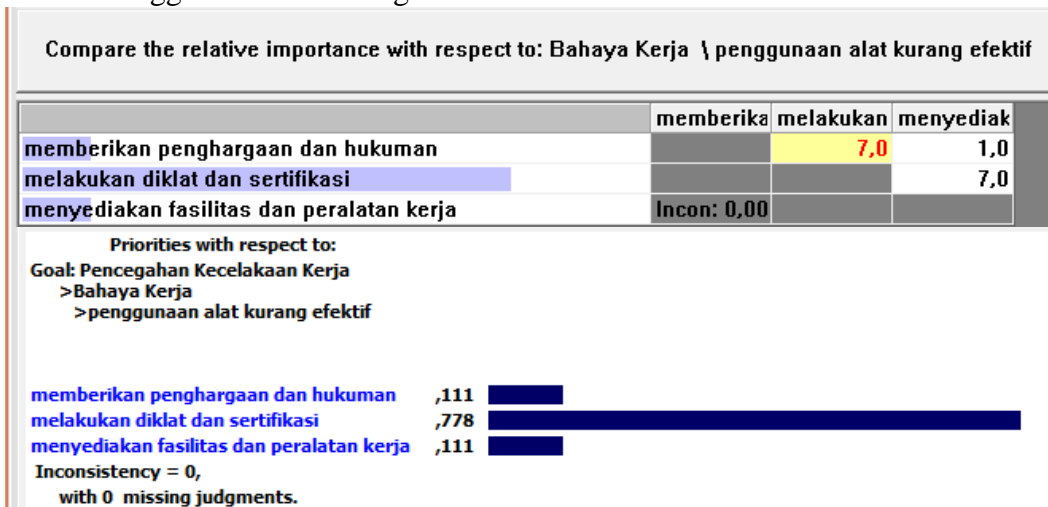 Compare the relative importance with respect to: Bahaya Kerja \ penggunaan alat kurang efektif
memberika melakukan menyediak
memberikan penghargaan dan hukuman 7,0 1,0
melakukan diklat dan sertifikasi 7,0
menyediakan fasilitas dan peralatan kerja Incon: 0,00
Priorities with respect to:
Goal: Pencegahan Kecelakaan Kerja
>Bahaya Kerja
>penggunaan alat kurang efektif
memberikan penghargaan dan hukuman ,111
melakukan diklat dan sertifikasi ,778
menyediakan fasilitas dan peralatan kerja ,111
Inconsistency = 0,
with 0 missing judgments.